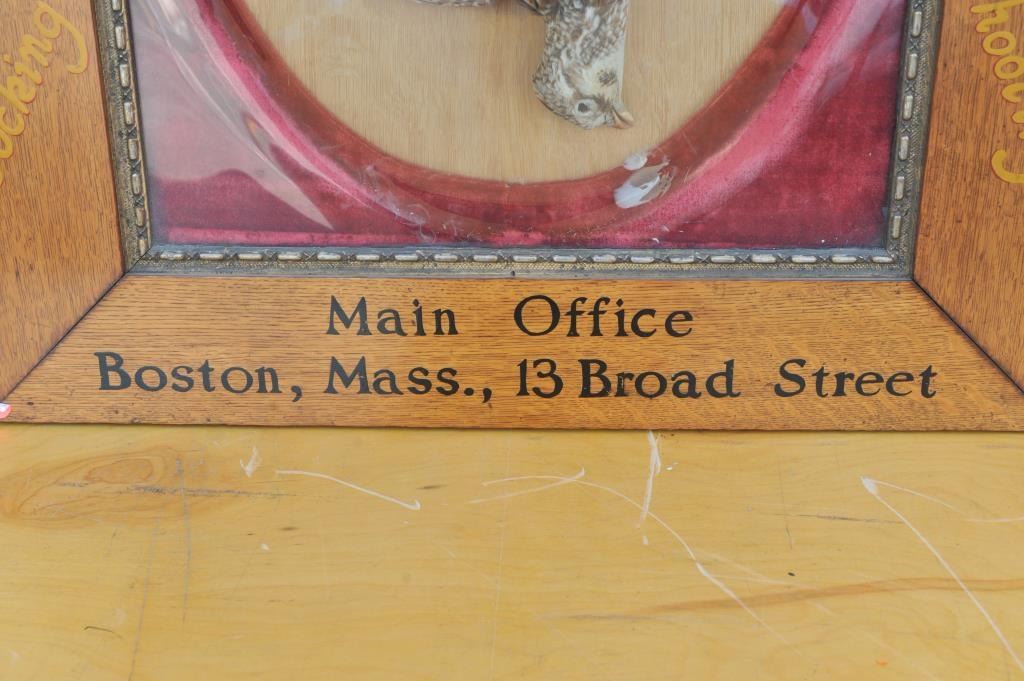 Main Office
Boston, Mass., 13 Broad Street